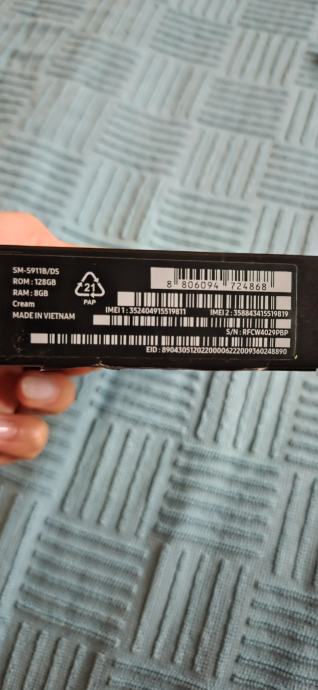 SM-S911B/DS
ROM : 128GB
RAM : 8GB
Cream
MADE IN VIETNAM
21
PAP
8 806094 724868
IMEI 1 : 352404915519811
IMEI 2 : 358843415519819
S/N : RFCW4029PBP
EID : 89043051202200006222009360248890